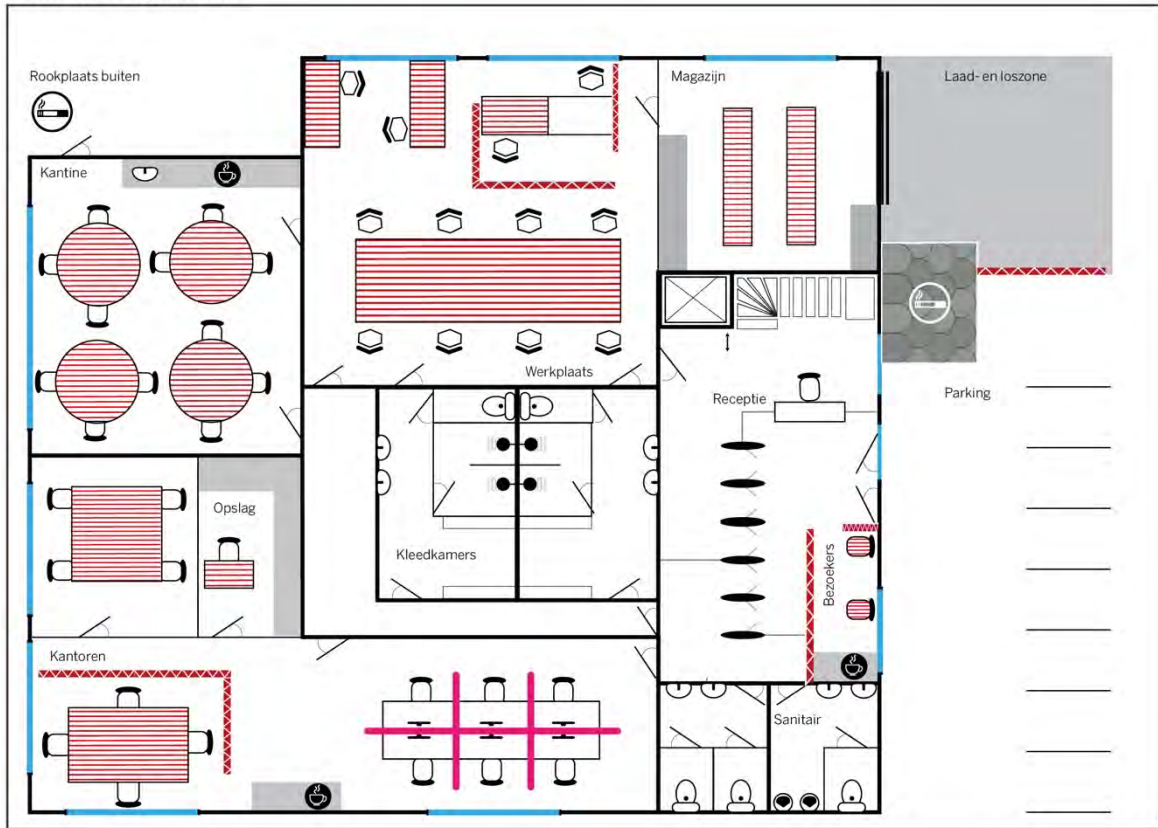 Rookplaats buiten
Magazijn
Laad- en loszone
Kantine
Werkplaats
Receptie
Parking
Opslag
Kleedkamers
Bezoekers
Kantoren
Sanitair